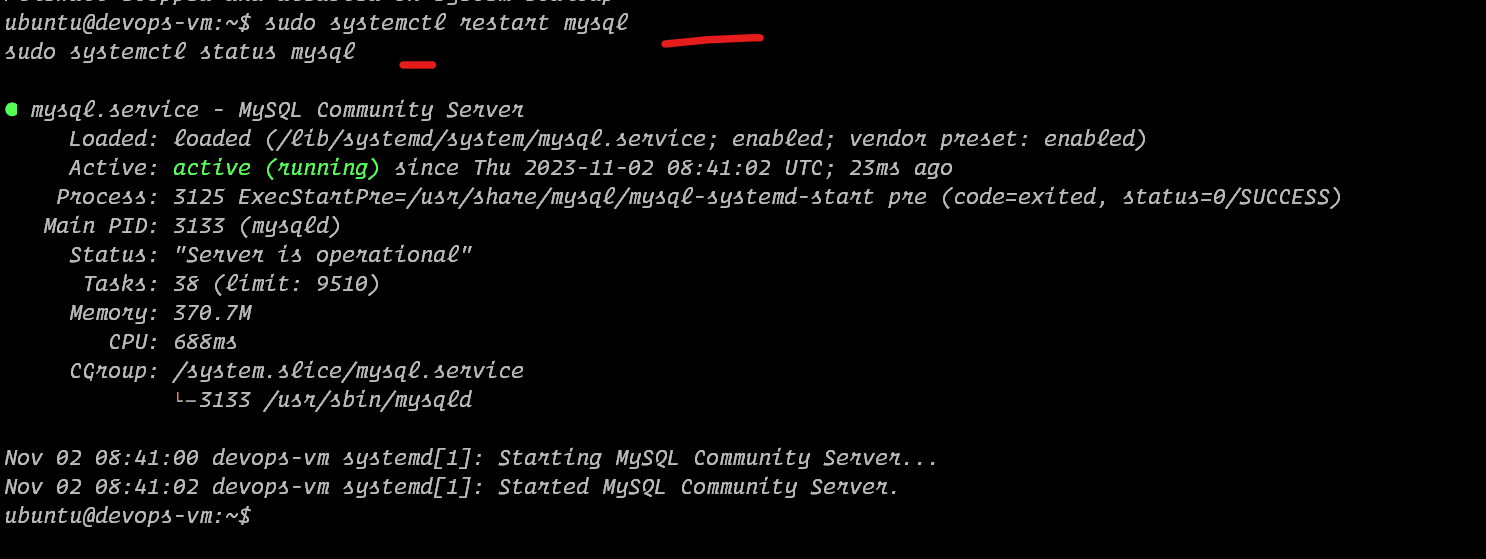 ubuntu@devops-vm:~$ sudo systemctl restart mysql
sudo systemctl status mysql
● mysql.service - MySQL Community Server
Loaded: loaded (/lib/systemd/system/mysql.service; enabled; vendor preset: enabled)
Active: active (running) since Thu 2023-11-02 08:41:02 UTC; 23ms ago
Process: 3125 ExecStartPre=/usr/share/mysql/mysql-systemd-start pre (code=exited, status=0/SUCCESS)
Main PID: 3133 (mysqld)
Status: "Server is operational"
Tasks: 38 (limit: 9510)
Memory: 370.7M
CPU: 688ms
CGroup: /system.slice/mysql.service
└─3133 /usr/sbin/mysqld
Nov 02 08:41:00 devops-vm systemd[1]: Starting MySQL Community Server...
Nov 02 08:41:02 devops-vm systemd[1]: Started MySQL Community Server.
ubuntu@devops-vm:~$